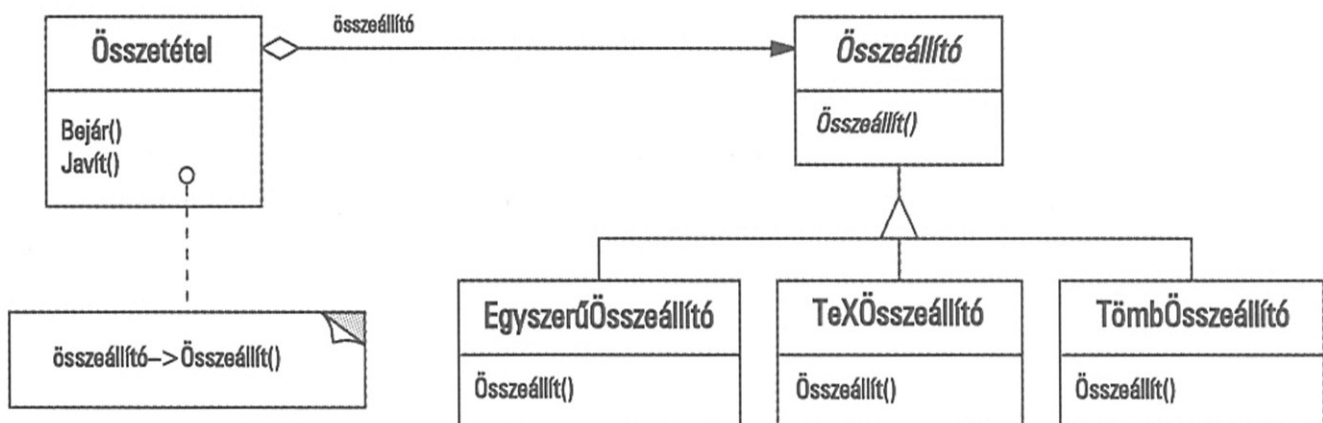 Összetétel
Bejár()
Javít()
összeállító
Összeállító
Összeállít()
összeállító–>Összeállít()
EgyszerűÖsszeállító
Összeállít()
TeXÖsszeállító
Összeállít()
TömbÖsszeállító
Összeállít()